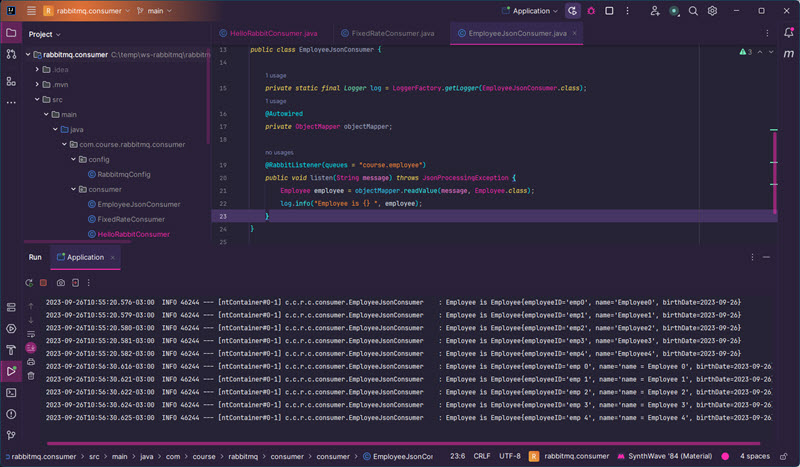 R rabbitmq.consumer main Application
Project
HelloRabbitConsumer.java FixedRateConsumer.java EmployeeJsonConsumer.java
rabbitmq.consumer C:\temp\ws-rabbitmq\rabbitm
.idea
.mvn
src
main
java
com.course.rabbitmq.consumer
config
RabbitmqConfig
consumer
EmployeeJsonConsumer
FixedRateConsumer
HelloRabbitConsumer
3
13 public class EmployeeJsonConsumer {
14
1 usage
15 private static final Logger log = LoggerFactory.getLogger(EmployeeJsonConsumer.class);
1 usage
16 @Autowired
17 private ObjectMapper objectMapper;
18
no usages
19 @RabbitListener(queues = "course.employee")
20 public void listen(String message) throws JsonProcessingException {
21 Employee employee = objectMapper.readValue(message, Employee.class);
22 log.info("Employee is {} ", employee);
23 }
24 }
25
Run Application
2023-09-26T10:55:20.576-03:00 INFO 46244 --- [ntContainer#0-1] c.c.r.c.consumer.EmployeeJsonConsumer : Employee is Employee{employeeID='emp0', name='Employee0', birthDate=2023-09-26}
2023-09-26T10:55:20.579-03:00 INFO 46244 --- [ntContainer#0-1] c.c.r.c.consumer.EmployeeJsonConsumer : Employee is Employee{employeeID='emp1', name='Employee1', birthDate=2023-09-26}
2023-09-26T10:55:20.580-03:00 INFO 46244 --- [ntContainer#0-1] c.c.r.c.consumer.EmployeeJsonConsumer : Employee is Employee{employeeID='emp2', name='Employee2', birthDate=2023-09-26}
2023-09-26T10:55:20.581-03:00 INFO 46244 --- [ntContainer#0-1] c.c.r.c.consumer.EmployeeJsonConsumer : Employee is Employee{employeeID='emp3', name='Employee3', birthDate=2023-09-26}
2023-09-26T10:55:20.582-03:00 INFO 46244 --- [ntContainer#0-1] c.c.r.c.consumer.EmployeeJsonConsumer : Employee is Employee{employeeID='emp4', name='Employee4', birthDate=2023-09-26}
2023-09-26T10:56:30.616-03:00 INFO 46244 --- [ntContainer#0-1] c.c.r.c.consumer.EmployeeJsonConsumer : Employee is Employee{employeeID='emp 0', name='name = Employee 0', birthDate=2023-09-26
2023-09-26T10:56:30.621-03:00 INFO 46244 --- [ntContainer#0-1] c.c.r.c.consumer.EmployeeJsonConsumer : Employee is Employee{employeeID='emp 1', name='name = Employee 1', birthDate=2023-09-26
2023-09-26T10:56:30.622-03:00 INFO 46244 --- [ntContainer#0-1] c.c.r.c.consumer.EmployeeJsonConsumer : Employee is Employee{employeeID='emp 2', name='name = Employee 2', birthDate=2023-09-26
2023-09-26T10:56:30.624-03:00 INFO 46244 --- [ntContainer#0-1] c.c.r.c.consumer.EmployeeJsonConsumer : Employee is Employee{employeeID='emp 3', name='name = Employee 3', birthDate=2023-09-26
2023-09-26T10:56:30.625-03:00 INFO 46244 --- [ntContainer#0-1] c.c.r.c.consumer.EmployeeJsonConsumer : Employee is Employee{employeeID='emp 4', name='name = Employee 4', birthDate=2023-09-26
rabbitmq.consumer > src > main > java > com > course > rabbitmq > consumer > consumer > EmployeeJsonCon 23:6 CRLF UTF-8 R rabbitmq.consumer SynthWave '84 (Material) 4 spaces